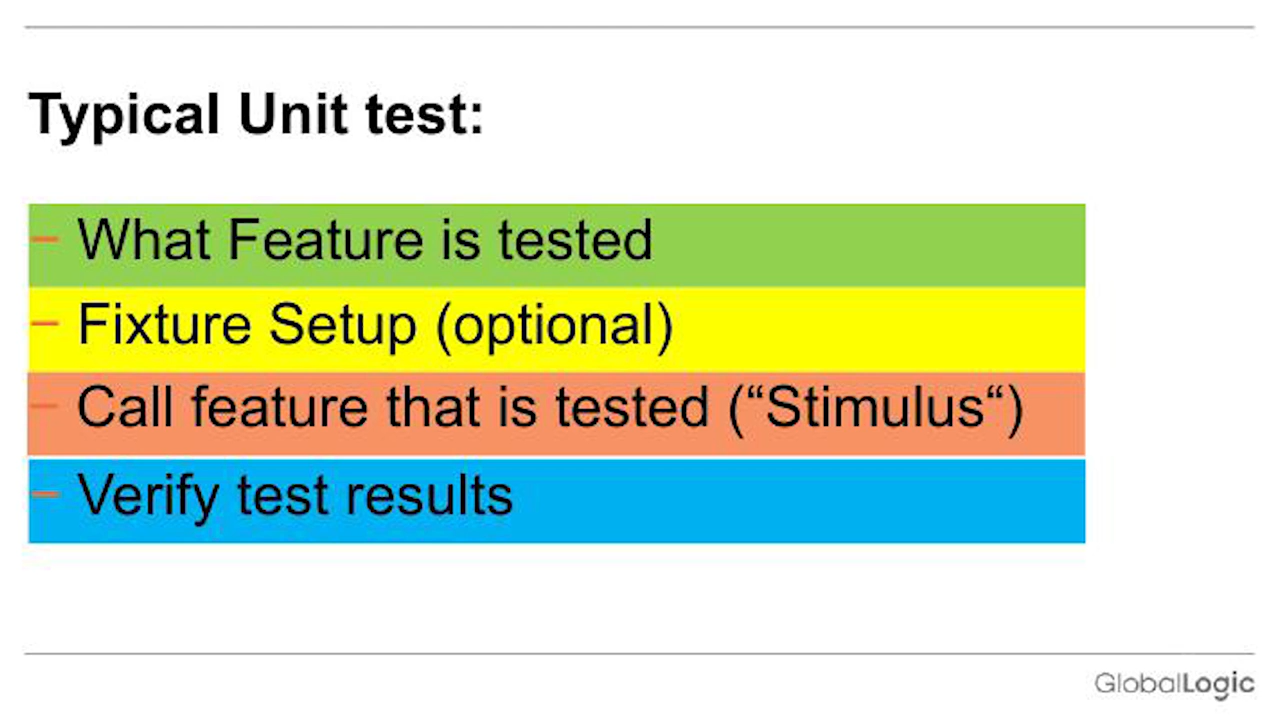 Typical Unit test:
– What Feature is tested
– Fixture Setup (optional)
– Call feature that is tested (“Stimulus“)
– Verify test results
GlobalLogic